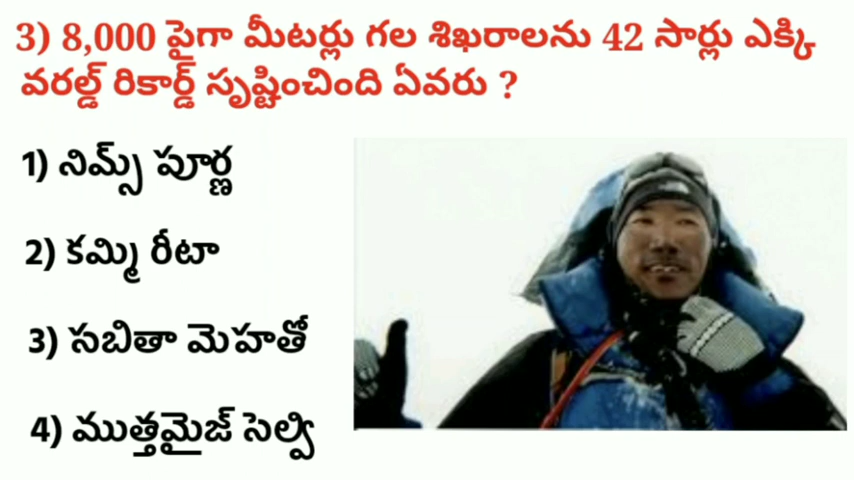 3) 8,000 పైగా మీటర్లు గల శిఖరాలను 42 సార్లు ఎక్కి
వరల్డ్ రికార్డ్ సృష్టించింది ఏవరు ?
1) నిమ్స్ పూర్ణ
2) కమ్మి రీటా
3) సబితా మెహతో
4) ముత్తమైజ్ సెల్వి